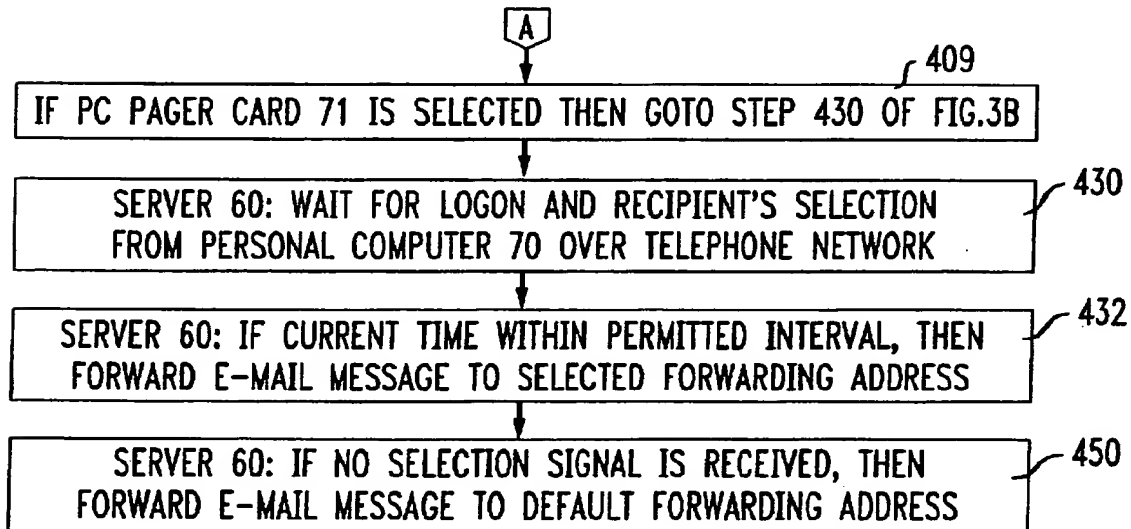 A
409
IF PC PAGER CARD 71 IS SELECTED THEN GOTO STEP 430 OF FIG.3B
SERVER 60: WAIT FOR LOGON AND RECIPIENT'S SELECTION
FROM PERSONAL COMPUTER 70 OVER TELEPHONE NETWORK
430
SERVER 60: IF CURRENT TIME WITHIN PERMITTED INTERVAL, THEN
FORWARD E-MAIL MESSAGE TO SELECTED FORWARDING ADDRESS
432
SERVER 60: IF NO SELECTION SIGNAL IS RECEIVED, THEN
FORWARD E-MAIL MESSAGE TO DEFAULT FORWARDING ADDRESS
450